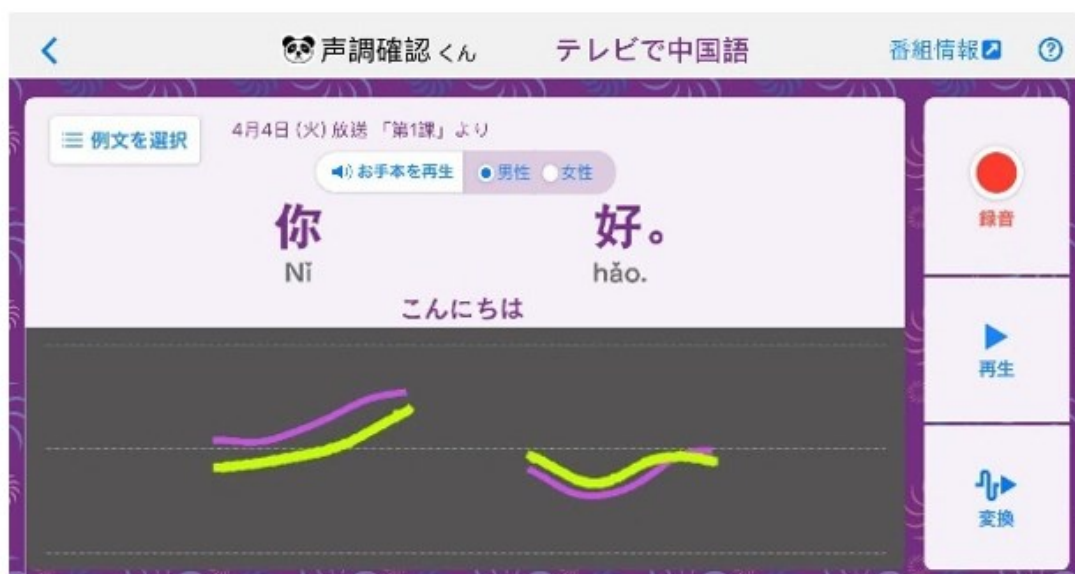 声調確認くん テレビで中国語 番組情報
例文を選択
4月4日(火)放送 「第1課」より
お手本を再生 男性 女性
你 好。
Nǐ hǎo.
こんにちは
録音
再生
変換